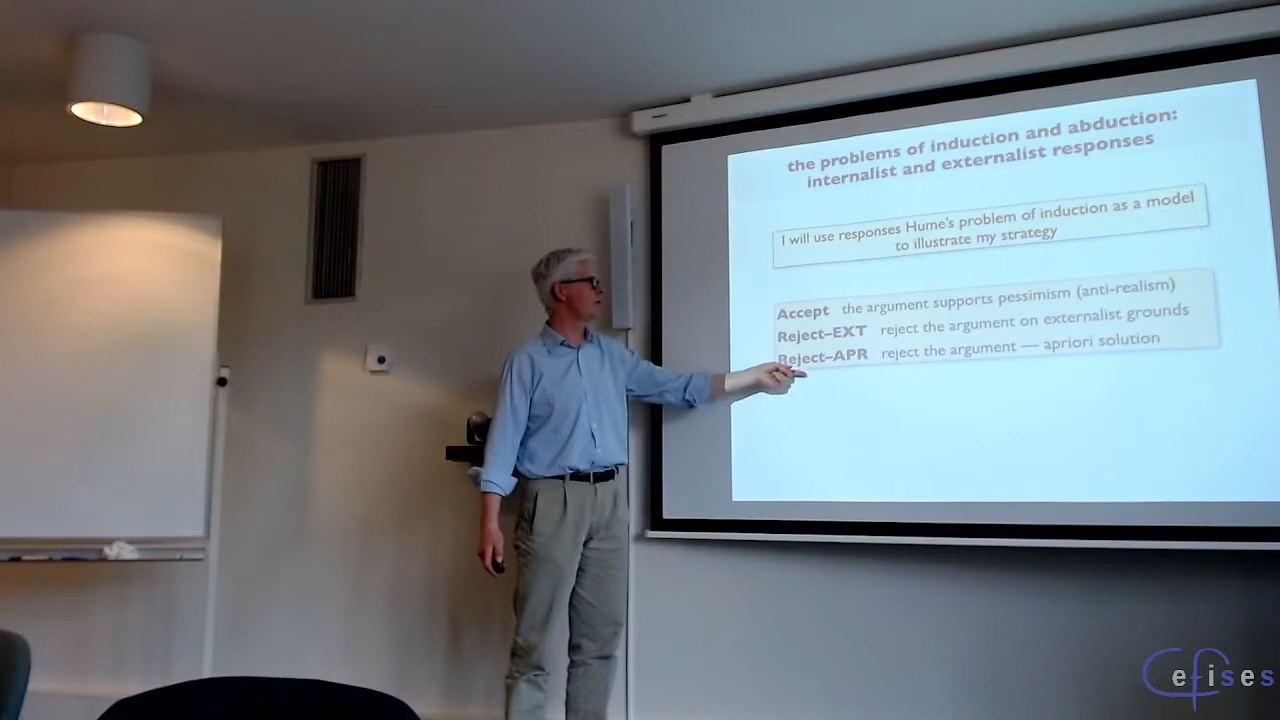 the problems of induction and abduction:
internalist and externalist responses
I will use responses Hume's problem of induction as a model
to illustrate my strategy
Accept the argument supports pessimism (anti-realism)
Reject–EXT reject the argument on externalist grounds
Reject–APR reject the argument — apriori solution
Cefises